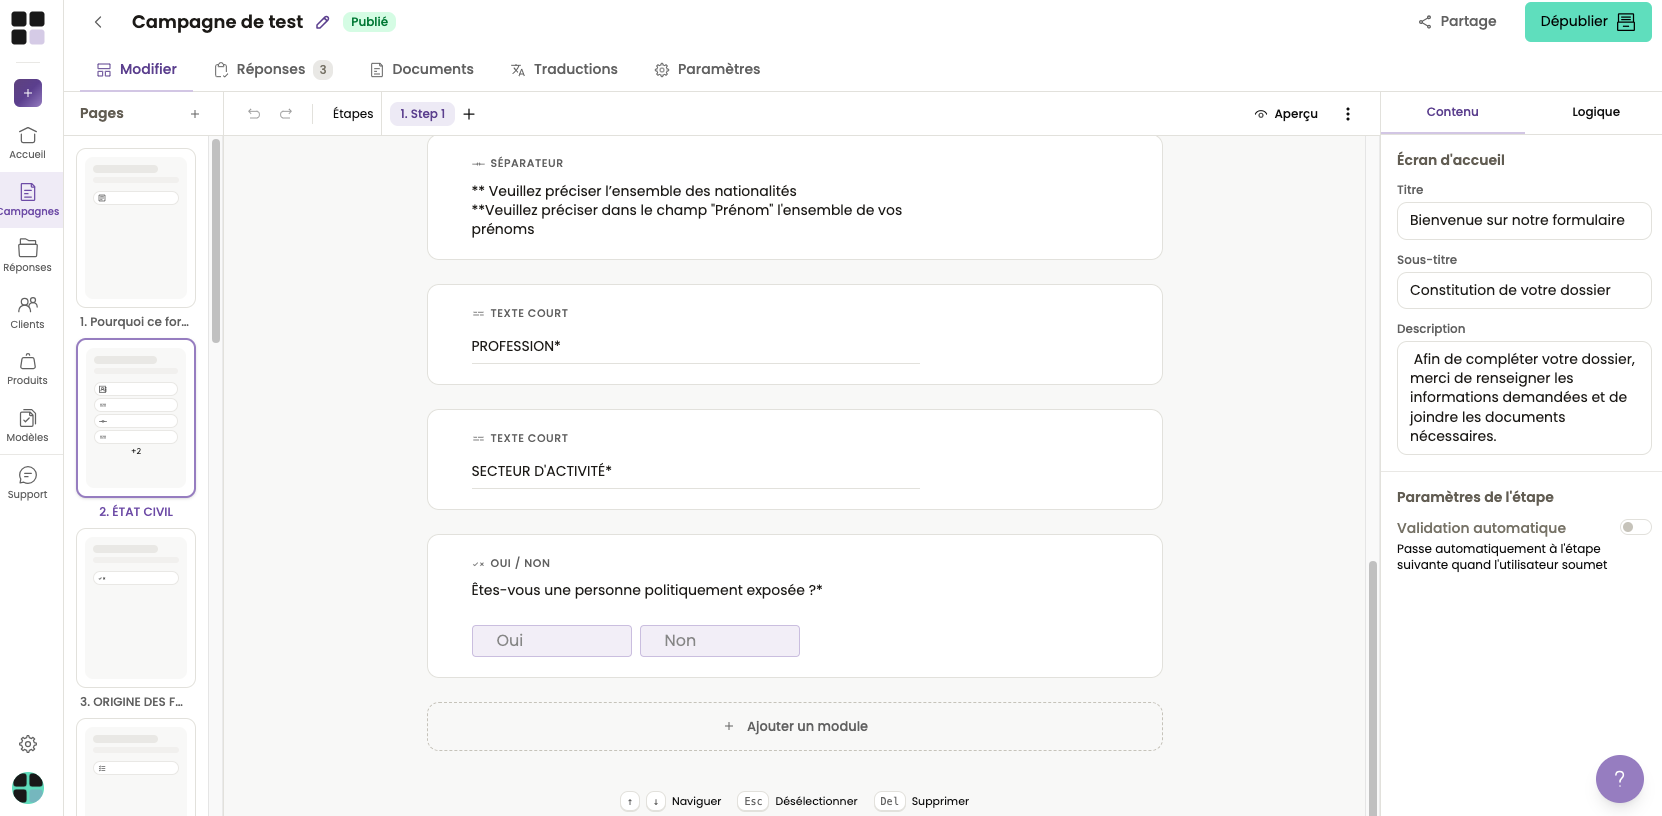 Campagne de test
Publié
Partage
Dépublier
Modifier
Réponses 3
Documents
Traductions
Paramètres
Accueil
Campagnes
Réponses
Clients
Produits
Modèles
Support
Pages
1. Pourquoi ce for...
+2
2. ÉTAT CIVIL
3. ORIGINE DES F...
Étapes
1. Step 1
Aperçu
SÉPARATEUR
** Veuillez préciser l’ensemble des nationalités
**Veuillez préciser dans le champ "Prénom" l'ensemble de vos
prénoms
TEXTE COURT
PROFESSION*
TEXTE COURT
SECTEUR D'ACTIVITÉ*
OUI / NON
Êtes-vous une personne politiquement exposée ?*
Oui
Non
+ Ajouter un module
↑ ↓ Naviguer Esc Désélectionner Del Supprimer
Contenu
Logique
Écran d'accueil
Titre
Bienvenue sur notre formulaire
Sous-titre
Constitution de votre dossier
Description
Afin de compléter votre dossier,
merci de renseigner les
informations demandées et de
joindre les documents
nécessaires.
Paramètres de l'étape
Validation automatique
Passe automatiquement à l'étape
suivante quand l'utilisateur soumet
?